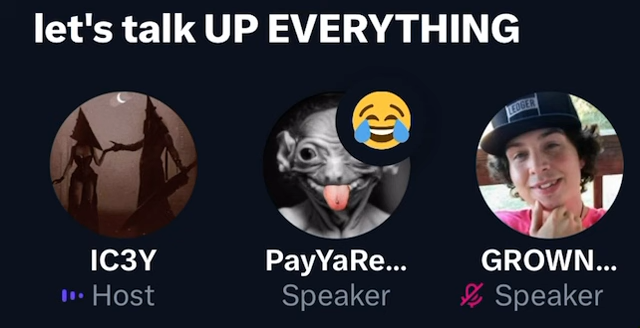 let's talk UP EVERYTHING
LEDGER
IC3Y PayYaRe... GROWN...
Host Speaker Speaker